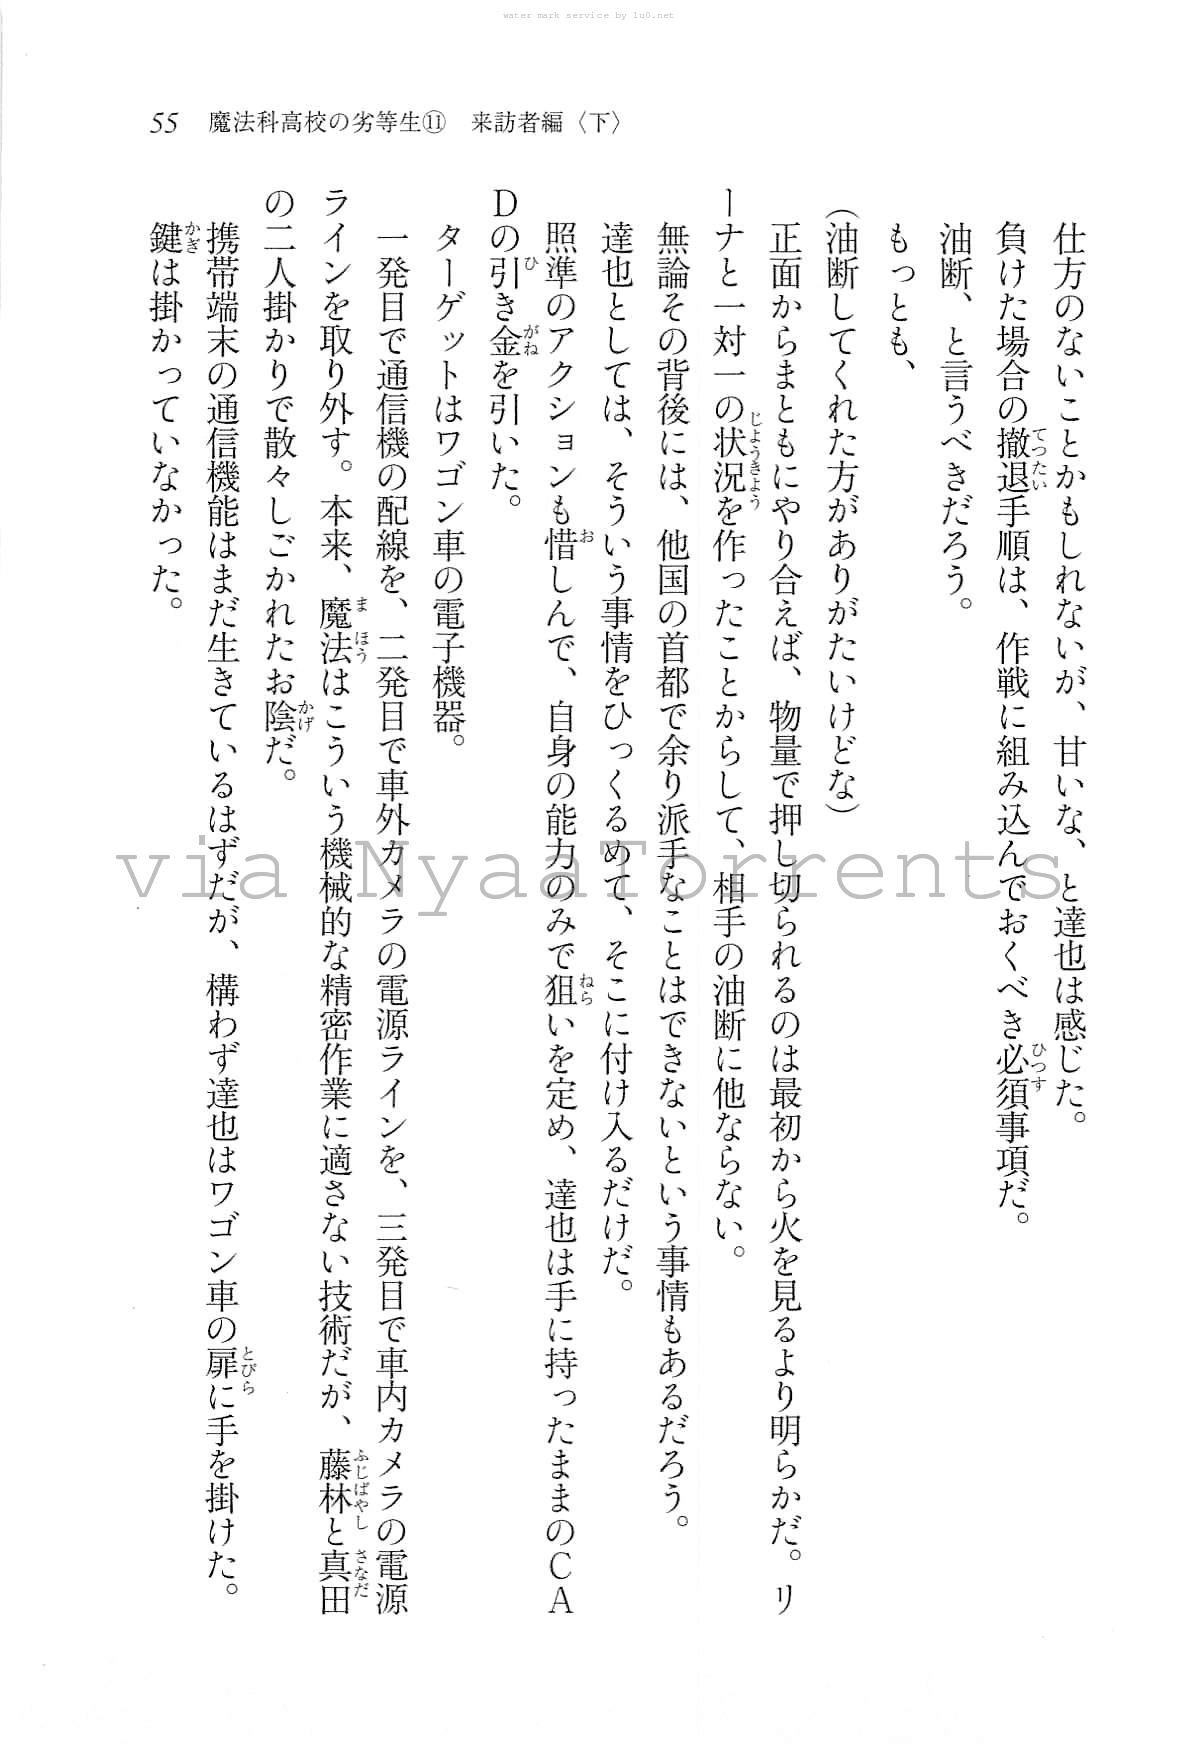 water mark service by lu0.net
55 魔法科高校の劣等生⑪ 来訪者編〈下〉
仕方のないことかもしれないが、甘いな、と達也は感じた。
負けた場合の撤退手順は、作戦に組み込んでおくべき必須事項だ。
油断、と言うべきだろう。
もっとも、
（油断してくれた方がありがたいけどな）
正面からまともにやり合えば、物量で押し切られるのは最初から火を見るより明らかだ。リ
ーナと一対一の状況を作ったことからして、相手の油断に他ならない。
無論その背後には、他国の首都で余り派手なことはできないという事情もあるだろう。
達也としては、そういう事情をひっくるめて、そこに付け入るだけだ。
照準のアクションも惜しんで、自身の能力のみで狙いを定め、達也は手に持ったままのＣＡ
Ｄの引き金を引いた。
ターゲットはワゴン車の電子機器。
一発目で通信機の配線を、二発目で車外カメラの電源ラインを、三発目で車内カメラの電源
ラインを取り外す。本来、魔法はこういう機械的な精密作業に適さない技術だが、藤林と真田
の二人掛かりで散々しごかれたお陰だ。
携帯端末の通信機能はまだ生きているはずだが、構わず達也はワゴン車の扉に手を掛けた。
鍵は掛かっていなかった。
via NyaaTorrents